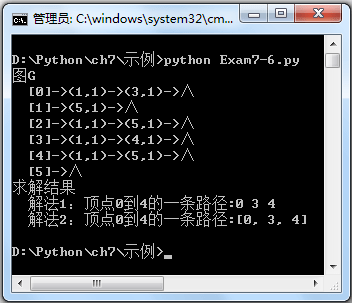 管理员: C:\windows\system32\cm...
D:\Python\ch7\示例>python Exam7-6.py
图G
[0]->(1,1)->(3,1)->∧
[1]->(5,1)->∧
[2]->(1,1)->(5,1)->∧
[3]->(1,1)->(4,1)->∧
[4]->(1,1)->(5,1)->∧
[5]->∧
求解结果
解法1: 顶点0到4的一条路径:0 3 4
解法2: 顶点0到4的一条路径:[0, 3, 4]
D:\Python\ch7\示例>